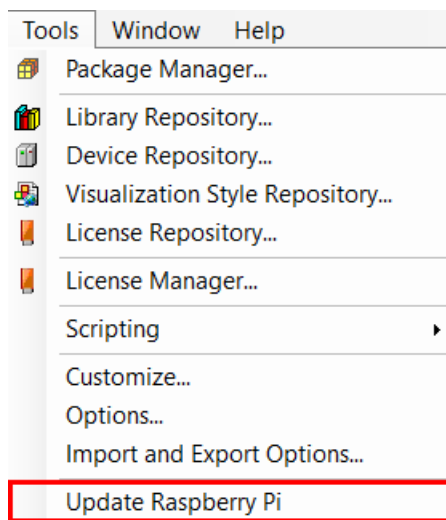 Tools Window Help
Package Manager...
Library Repository...
Device Repository...
Visualization Style Repository...
License Repository...
License Manager...
Scripting
Customize...
Options...
Import and Export Options...
Update Raspberry Pi